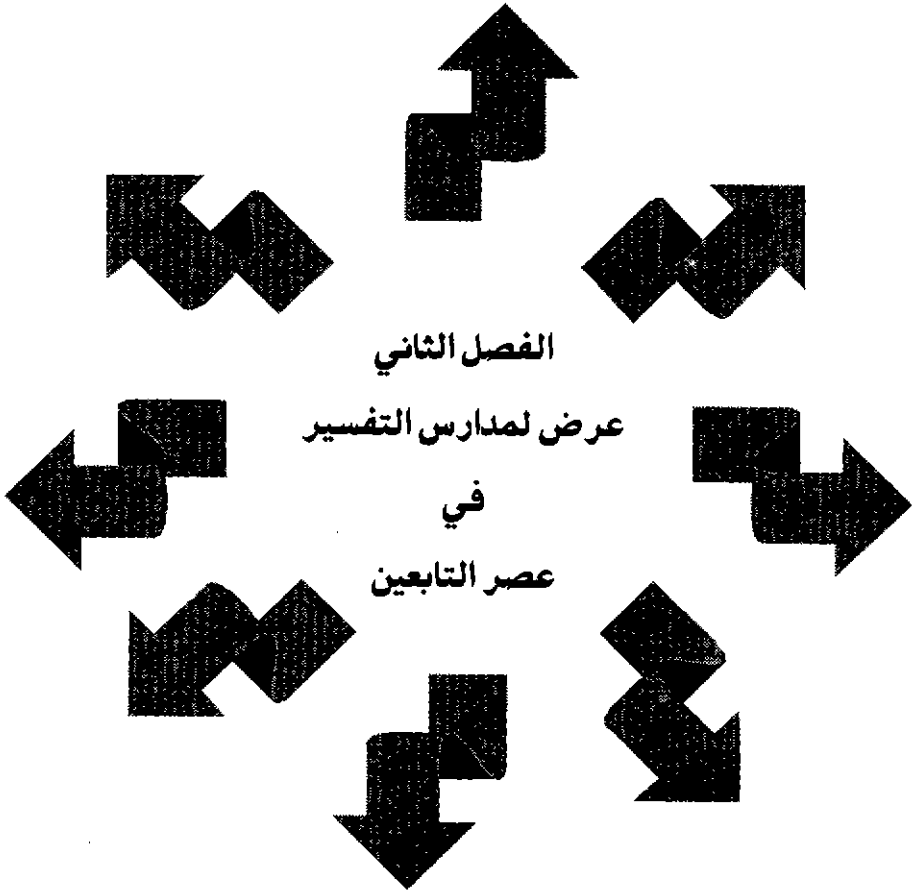 الفصل الثاني
عرض لمدارس التفسير
في
عصر التابعين